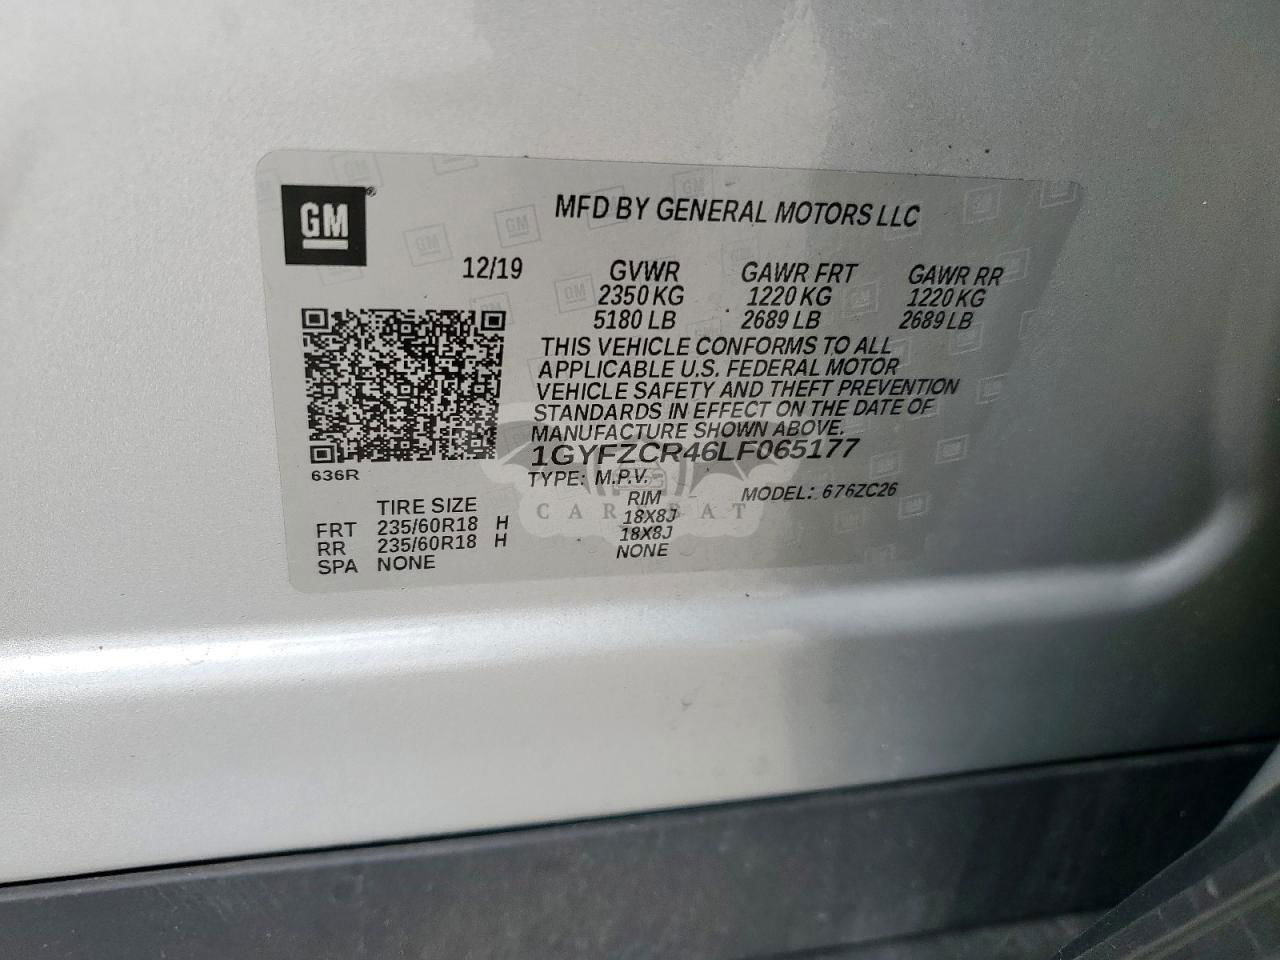 GM
MFD BY GENERAL MOTORS LLC
12/19 GVWR GAWR FRT GAWR RR
2350 KG 1220 KG 1220 KG
5180 LB 2689 LB 2689 LB
THIS VEHICLE CONFORMS TO ALL
APPLICABLE U.S. FEDERAL MOTOR
VEHICLE SAFETY AND THEFT PREVENTION
STANDARDS IN EFFECT ON THE DATE OF
MANUFACTURE SHOWN ABOVE.
1GYFZCR46LF065177
636R
TYPE: M.P.V. MODEL: 676ZC26
TIRE SIZE RIM
FRT 235/60R18 H 18X8J
RR 235/60R18 H 18X8J
SPA NONE NONE
CAR BAT